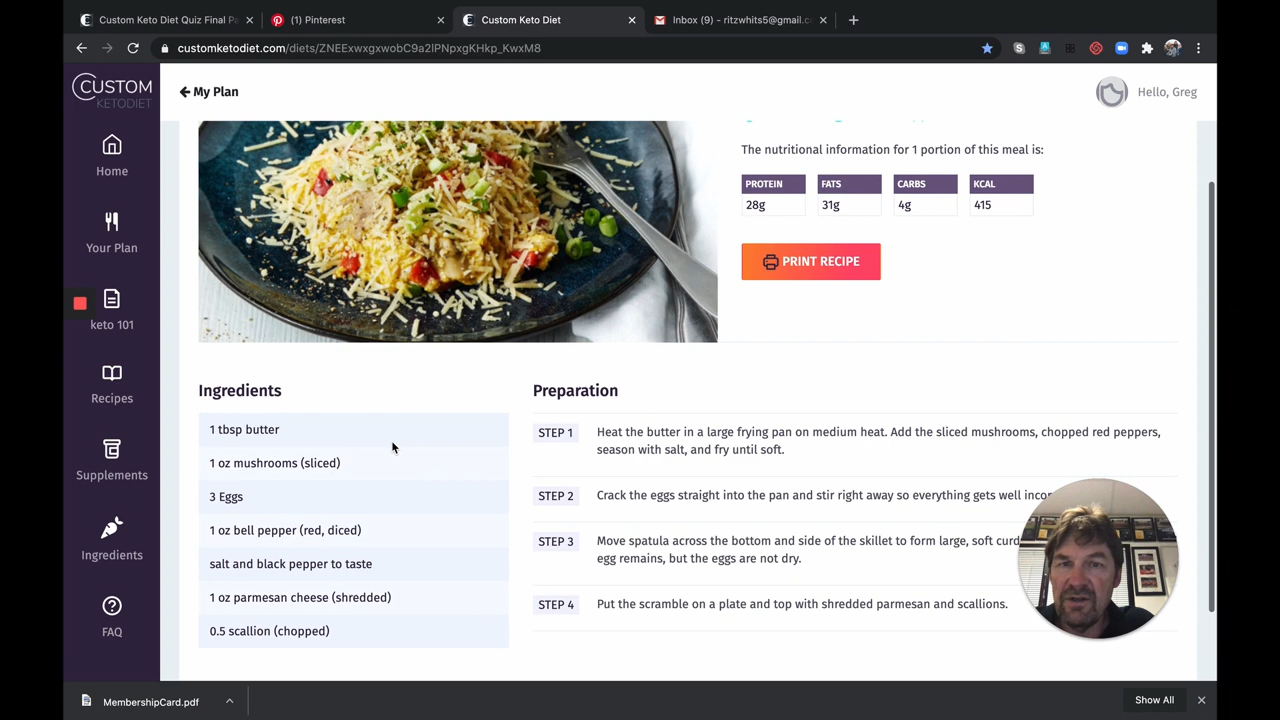 Custom Keto Diet Quiz Final Pa
(1) Pinterest
Custom Keto Diet
Inbox (9) - ritzwhits5@gmail.c
customketodiet.com/diets/ZNEExwxgxwobC9a2lPNpxgKHkp_KwxM8
CUSTOM
KETODIET
My Plan
Hello, Greg
Home
Your Plan
keto 101
Recipes
Supplements
Ingredients
FAQ
The nutritional information for 1 portion of this meal is:
PROTEIN FATS CARBS KCAL
28g 31g 4g 415
PRINT RECIPE
Ingredients
1 tbsp butter
1 oz mushrooms (sliced)
3 Eggs
1 oz bell pepper (red, diced)
salt and black pepper to taste
1 oz parmesan cheese (shredded)
0.5 scallion (chopped)
Preparation
STEP 1 Heat the butter in a large frying pan on medium heat. Add the sliced mushrooms, chopped red peppers,
season with salt, and fry until soft.
STEP 2 Crack the eggs straight into the pan and stir right away so everything gets well inco
STEP 3 Move spatula across the bottom and side of the skillet to form large, soft curd
egg remains, but the eggs are not dry.
STEP 4 Put the scramble on a plate and top with shredded parmesan and scallions.
MembershipCard.pdf
Show All